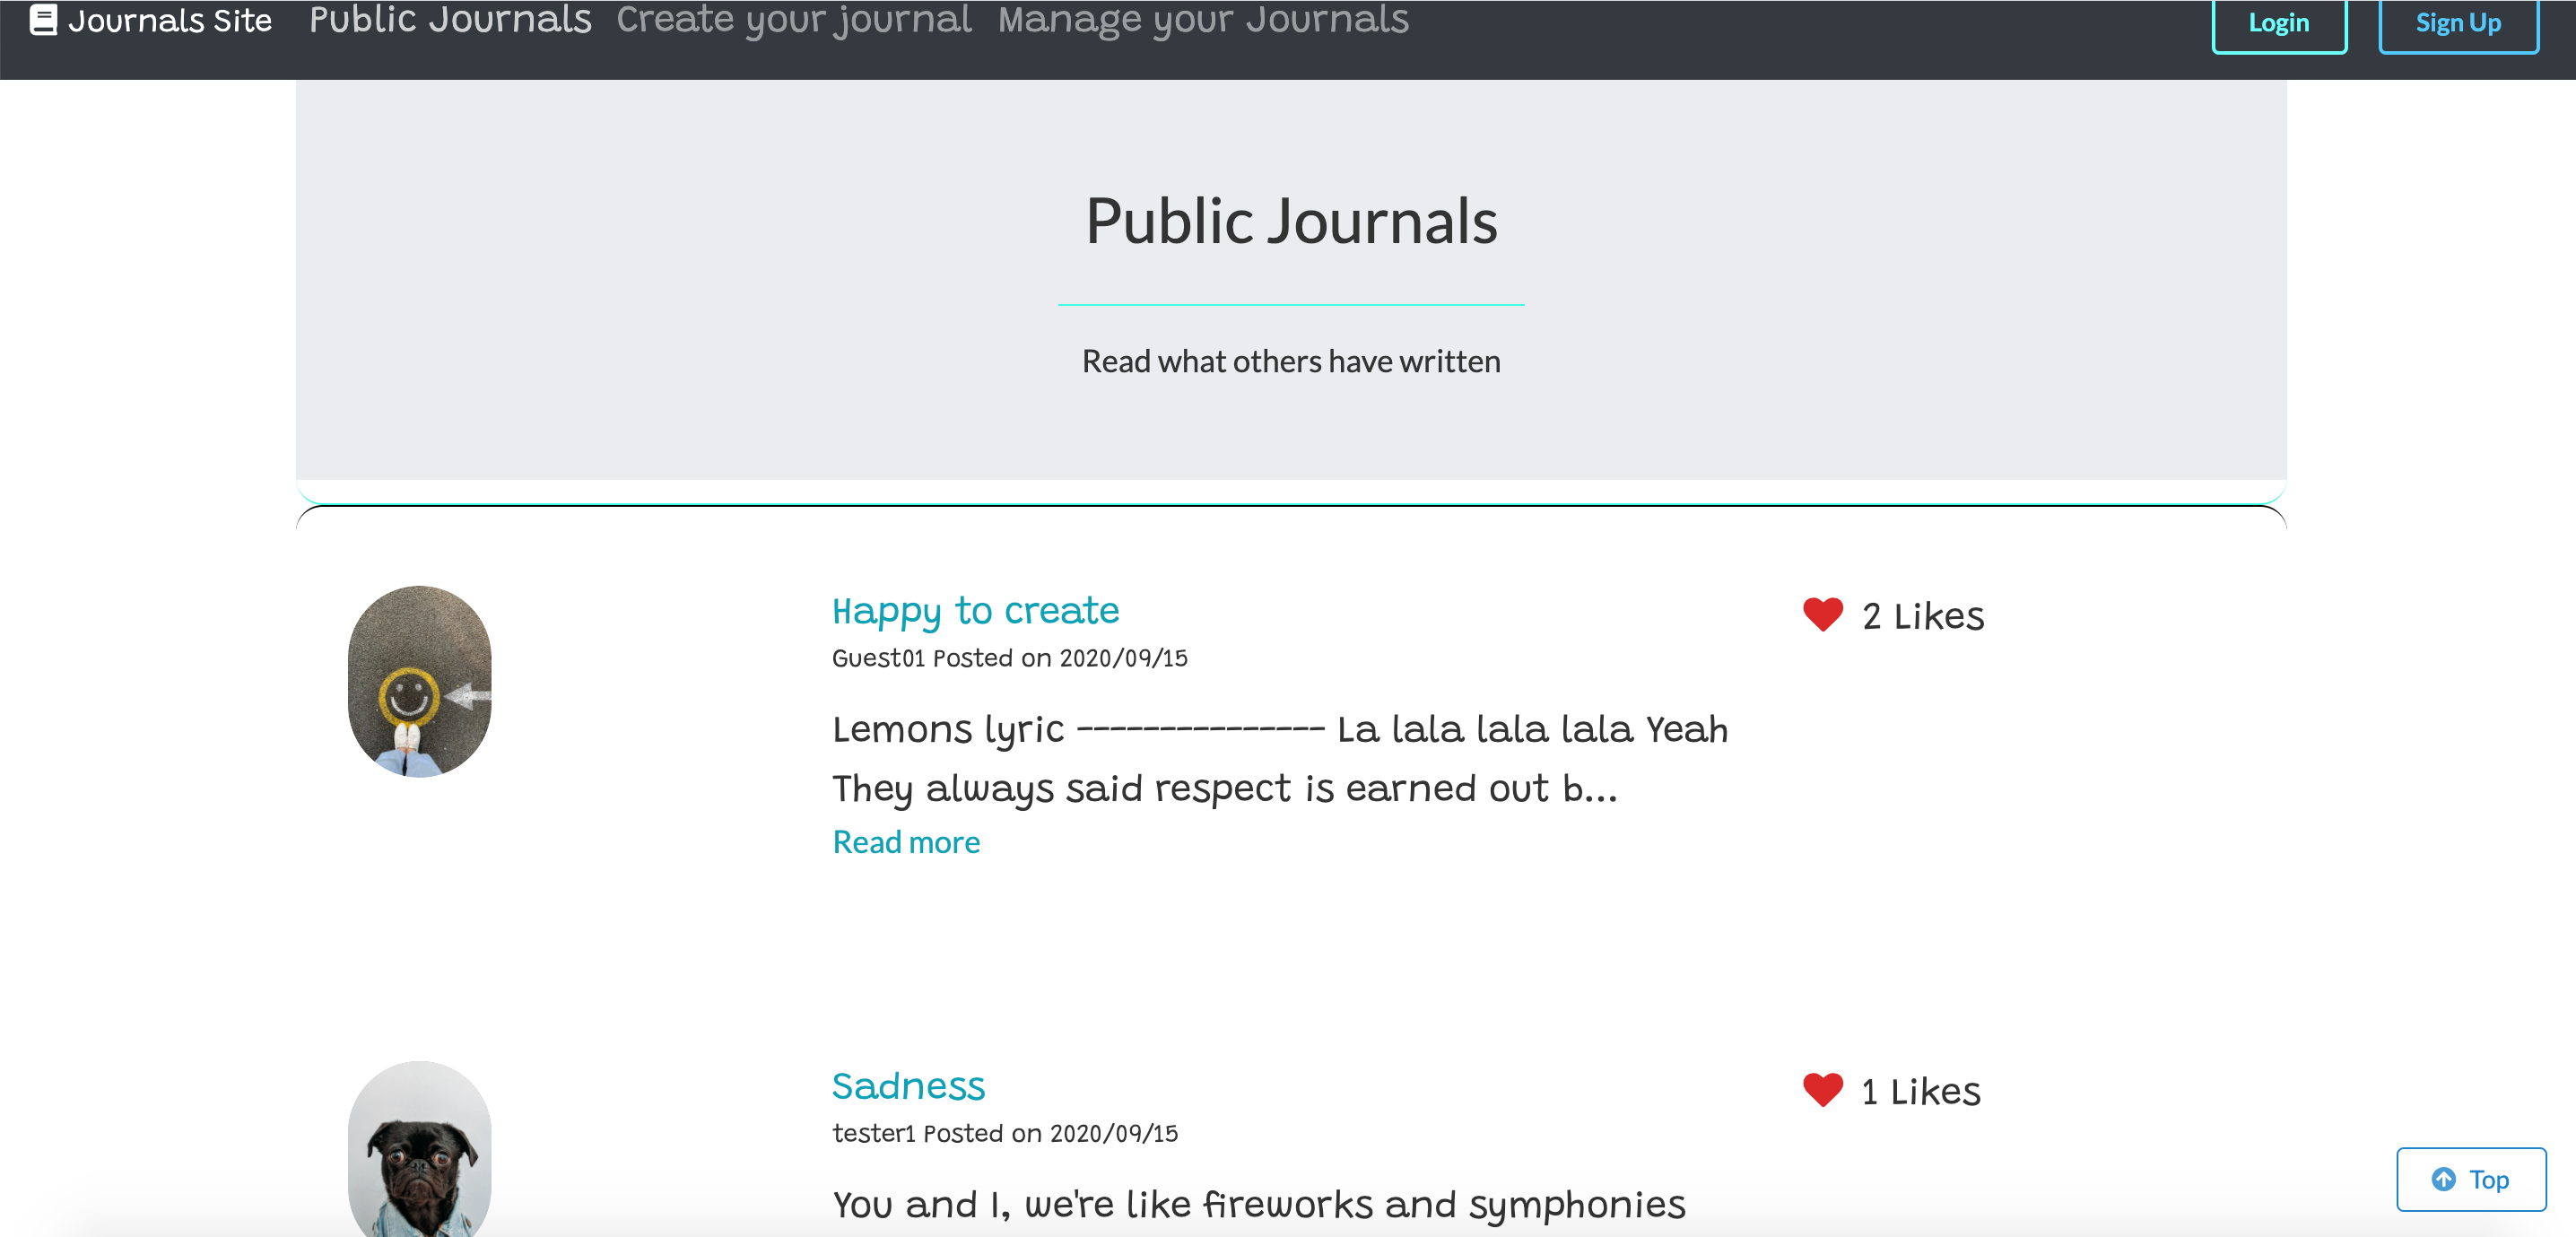 Journals Site Public Journals Create your journal Manage your Journals Login Sign Up
Public Journals
Read what others have written
Happy to create
2 Likes
Guest01 Posted on 2020/09/15
Lemons lyric --------------- La lala lala lala Yeah
They always said respect is earned out b...
Read more
Sadness
1 Likes
tester1 Posted on 2020/09/15
You and I, we're like fireworks and symphonies
Top